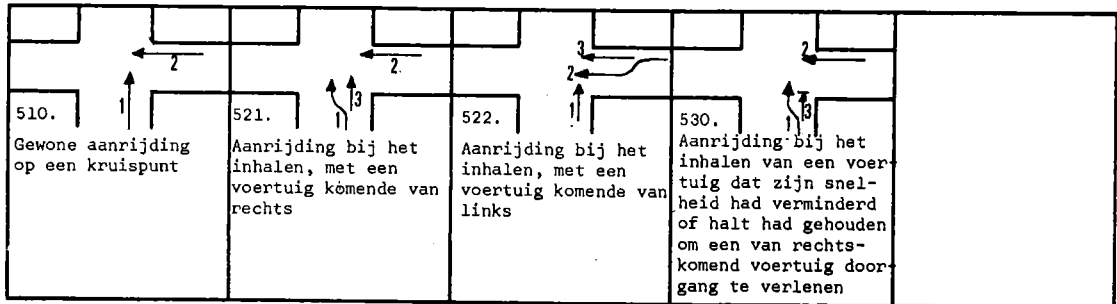 2
1
510.
Gewone aanrijding
op een kruispunt
2
1
3
521.
Aanrijding bij het
inhalen, met een
voertuig komende van
rechts
3
2
1
522.
Aanrijding bij het
inhalen, met een
voertuig komende van
links
2
1
3
530.
Aanrijding bij het
inhalen van een voer-
tuig dat zijn snel-
heid had verminderd
of halt had gehouden
om een van rechts-
komend voertuig door-
gang te verlenen